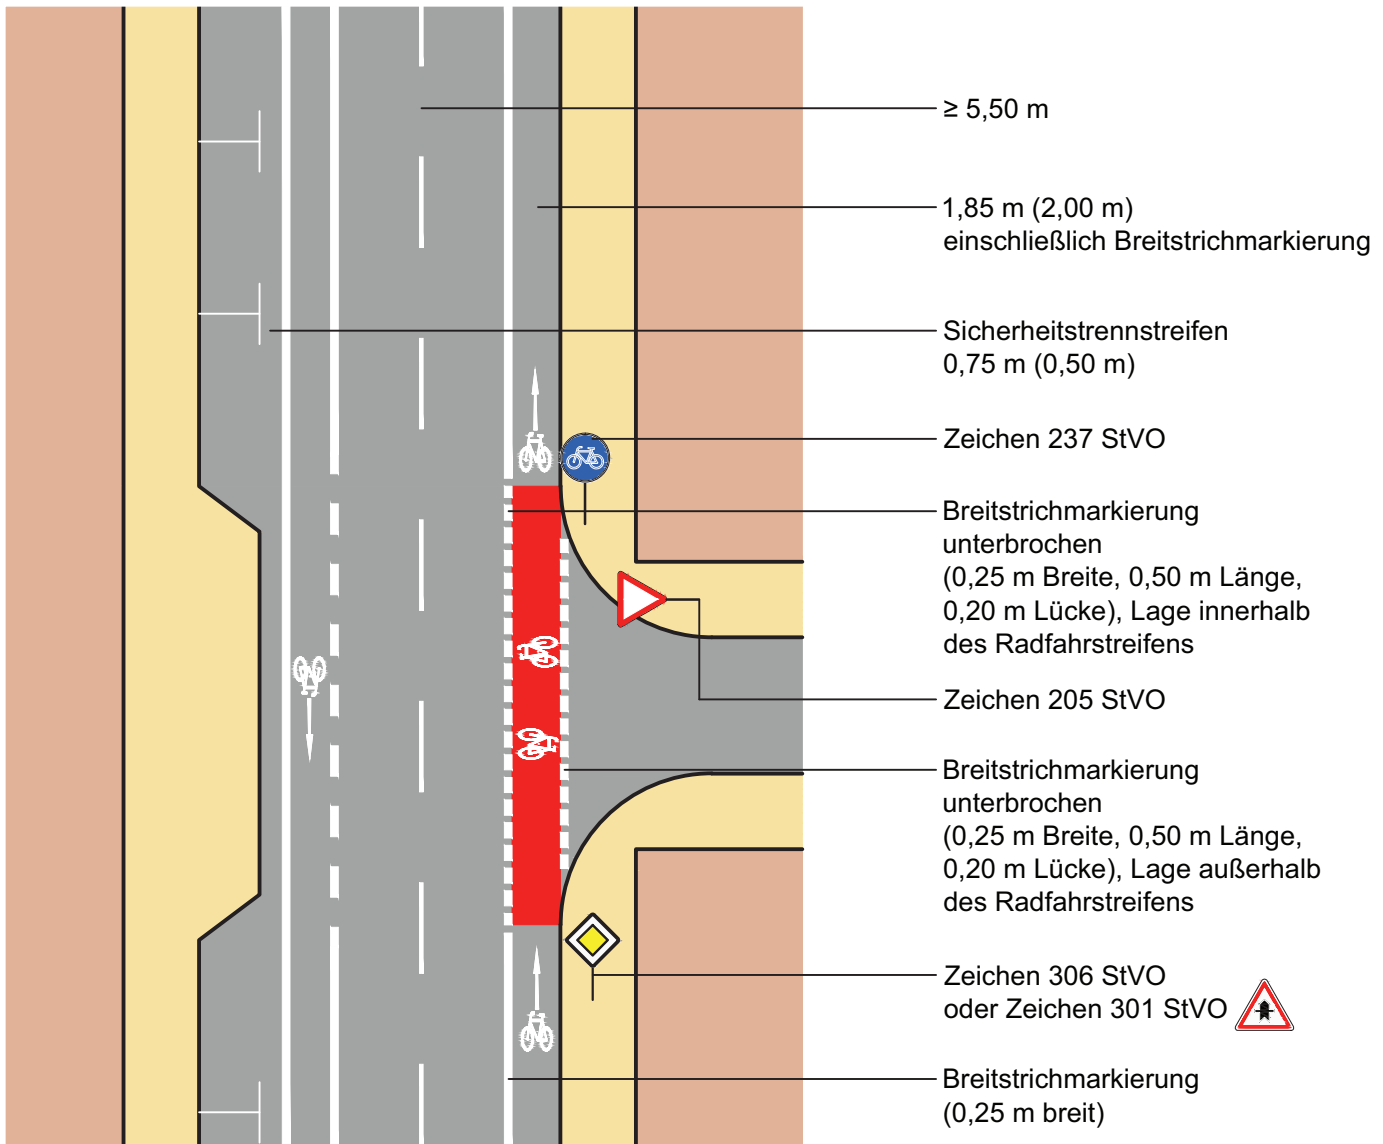 ≥ 5,50 m
1,85 m (2,00 m)
einschließlich Breitstrichmarkierung
Sicherheitstrennstreifen
0,75 m (0,50 m)
Zeichen 237 StVO
Breitstrichmarkierung
unterbrochen
(0,25 m Breite, 0,50 m Länge,
0,20 m Lücke), Lage innerhalb
des Radfahrstreifens
Zeichen 205 StVO
Breitstrichmarkierung
unterbrochen
(0,25 m Breite, 0,50 m Länge,
0,20 m Lücke), Lage außerhalb
des Radfahrstreifens
Zeichen 306 StVO
oder Zeichen 301 StVO
Breitstrichmarkierung
(0,25 m breit)